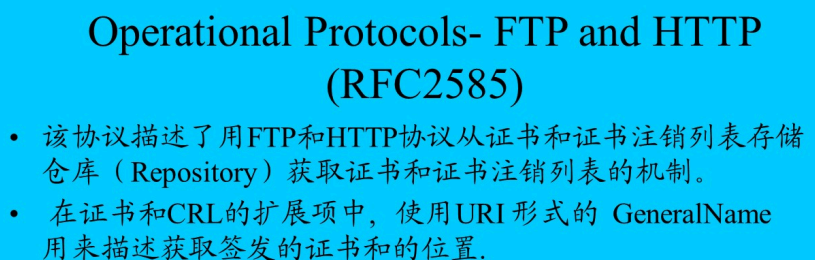 Operational Protocols- FTP and HTTP
(RFC2585)
• 该协议描述了用FTP和HTTP协议从证书和证书注销列表存储
仓库（Repository）获取证书和证书注销列表的机制。
• 在证书和CRL的扩展项中，使用URI 形式的 GeneralName
用来描述获取签发的证书和的位置.